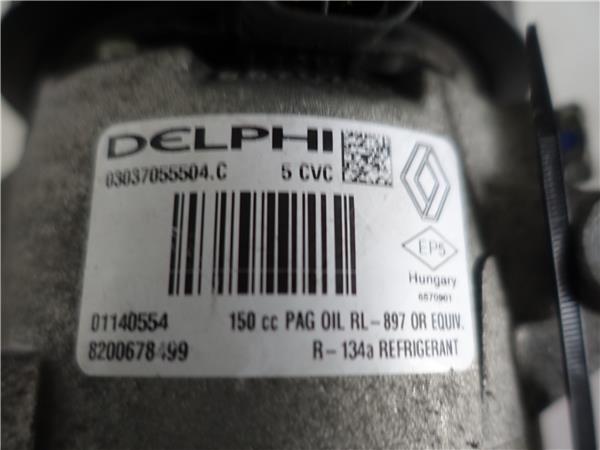 DELPHI
03037055504.C 5 CVC
EP5
Hungary
6570901
01140554 150 cc PAG OIL RL-897 OR EQUIV.
8200678499 R-134a REFRIGERANT